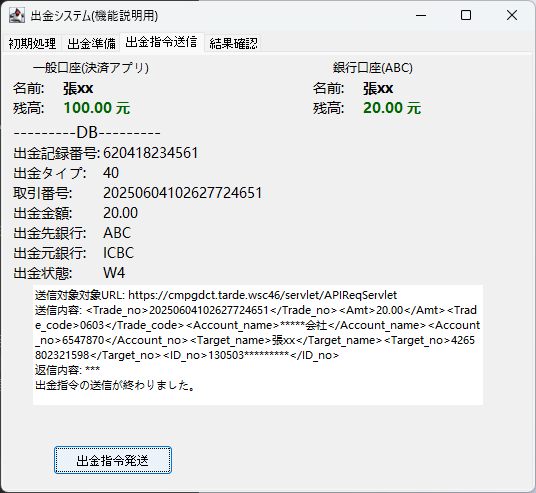 出金システム(機能説明用)
初期処理 出金準備 出金指令送信 結果確認
一般口座(決済アプリ) 銀行口座(ABC)
名前: 張xx 名前: 張xx
残高: 100.00 元 残高: 20.00 元
---------DB---------
出金記録番号: 620418234561
出金タイプ: 40
取引番号: 20250604102627724651
出金金額: 20.00
出金先銀行: ABC
出金元銀行: ICBC
出金状態: W4
送信対象対象URL: https://cmpgdct.tarde.wsc46/servlet/APIReqServlet
送信内容: <Trade_no>20250604102627724651</Trade_no><Amt>20.00</Amt><Trad
e_code>0603</Trade_code><Account_name>*****会社</Account_name><Account
_no>6547870</Account_no><Target_name>張xx</Target_name><Target_no>4265
802321598</Target_no><ID_no>130503*********</ID_no>
返信内容: ***
出金指令の送信が終わりました。
出金指令発送